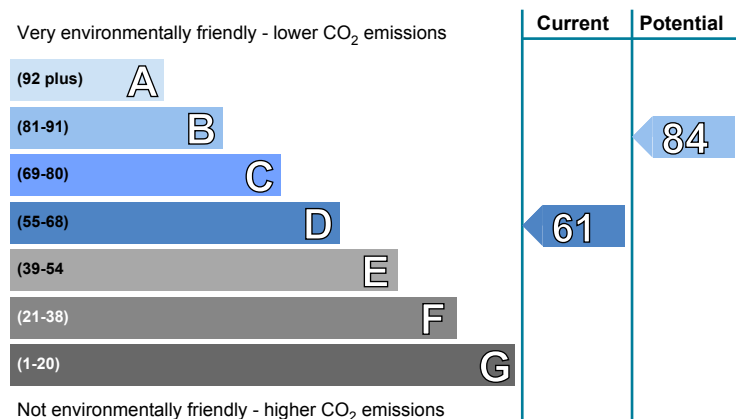 Current Potential
Very environmentally friendly - lower CO₂ emissions
(92 plus) A
(81-91) B
84
(69-80) C
(55-68) D
61
(39-54 E
(21-38) F
(1-20) G
Not environmentally friendly - higher CO₂ emissions